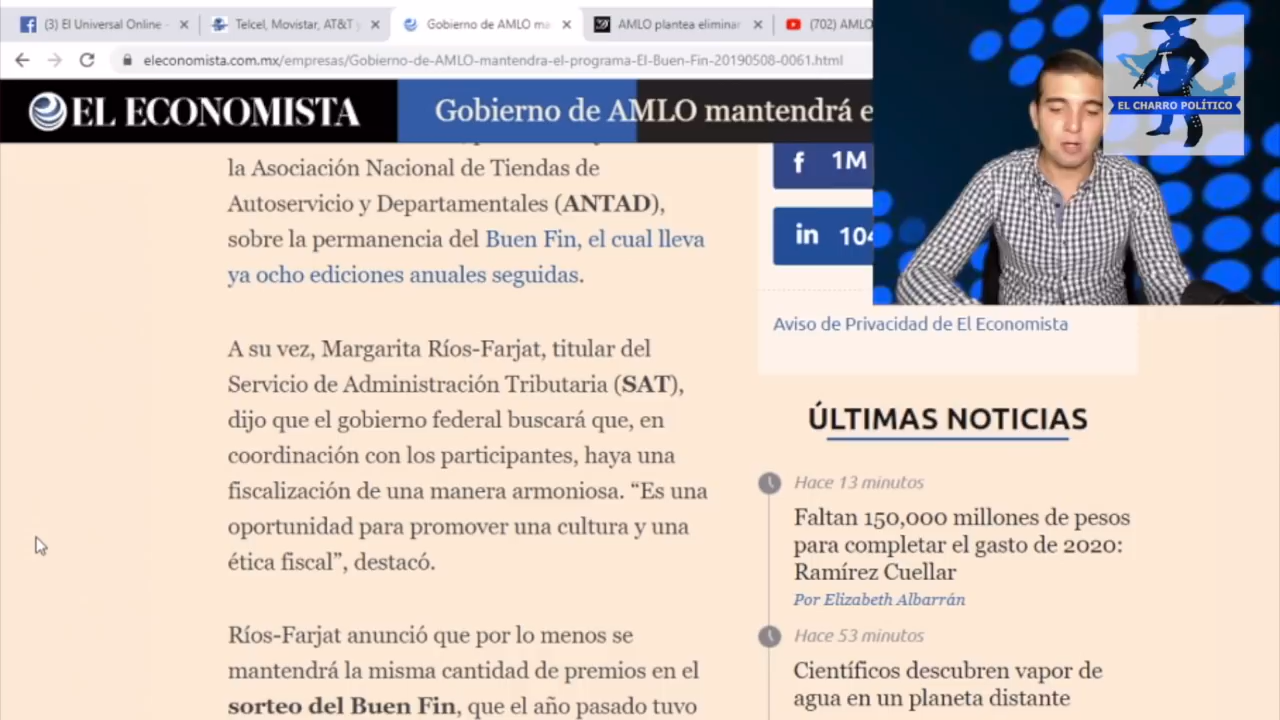 (3) El Universal Online -
Telcel, Movistar, AT&T y
Gobierno de AMLO ma
AMLO plantea eliminar
(702) AMLO
eleconomista.com.mx/empresas/Gobierno-de-AMLO-mantendra-el-programa-El-Buen-Fin-20190508-0061.html
EL ECONOMISTA
Gobierno de AMLO mantendrá e
EL CHARRO POLÍTICO
la Asociación Nacional de Tiendas de
Autoservicio y Departamentales (ANTAD),
sobre la permanencia del Buen Fin, el cual lleva
ya ocho ediciones anuales seguidas.
A su vez, Margarita Ríos-Farjat, titular del
Servicio de Administración Tributaria (SAT),
dijo que el gobierno federal buscará que, en
coordinación con los participantes, haya una
fiscalización de una manera armoniosa. “Es una
oportunidad para promover una cultura y una
ética fiscal”, destacó.
Ríos-Farjat anunció que por lo menos se
mantendrá la misma cantidad de premios en el
sorteo del Buen Fin, que el año pasado tuvo
f 1M
in 104
Aviso de Privacidad de El Economista
ÚLTIMAS NOTICIAS
Hace 13 minutos
Faltan 150,000 millones de pesos
para completar el gasto de 2020:
Ramírez Cuellar
Por Elizabeth Albarrán
Hace 53 minutos
Científicos descubren vapor de
agua en un planeta distante